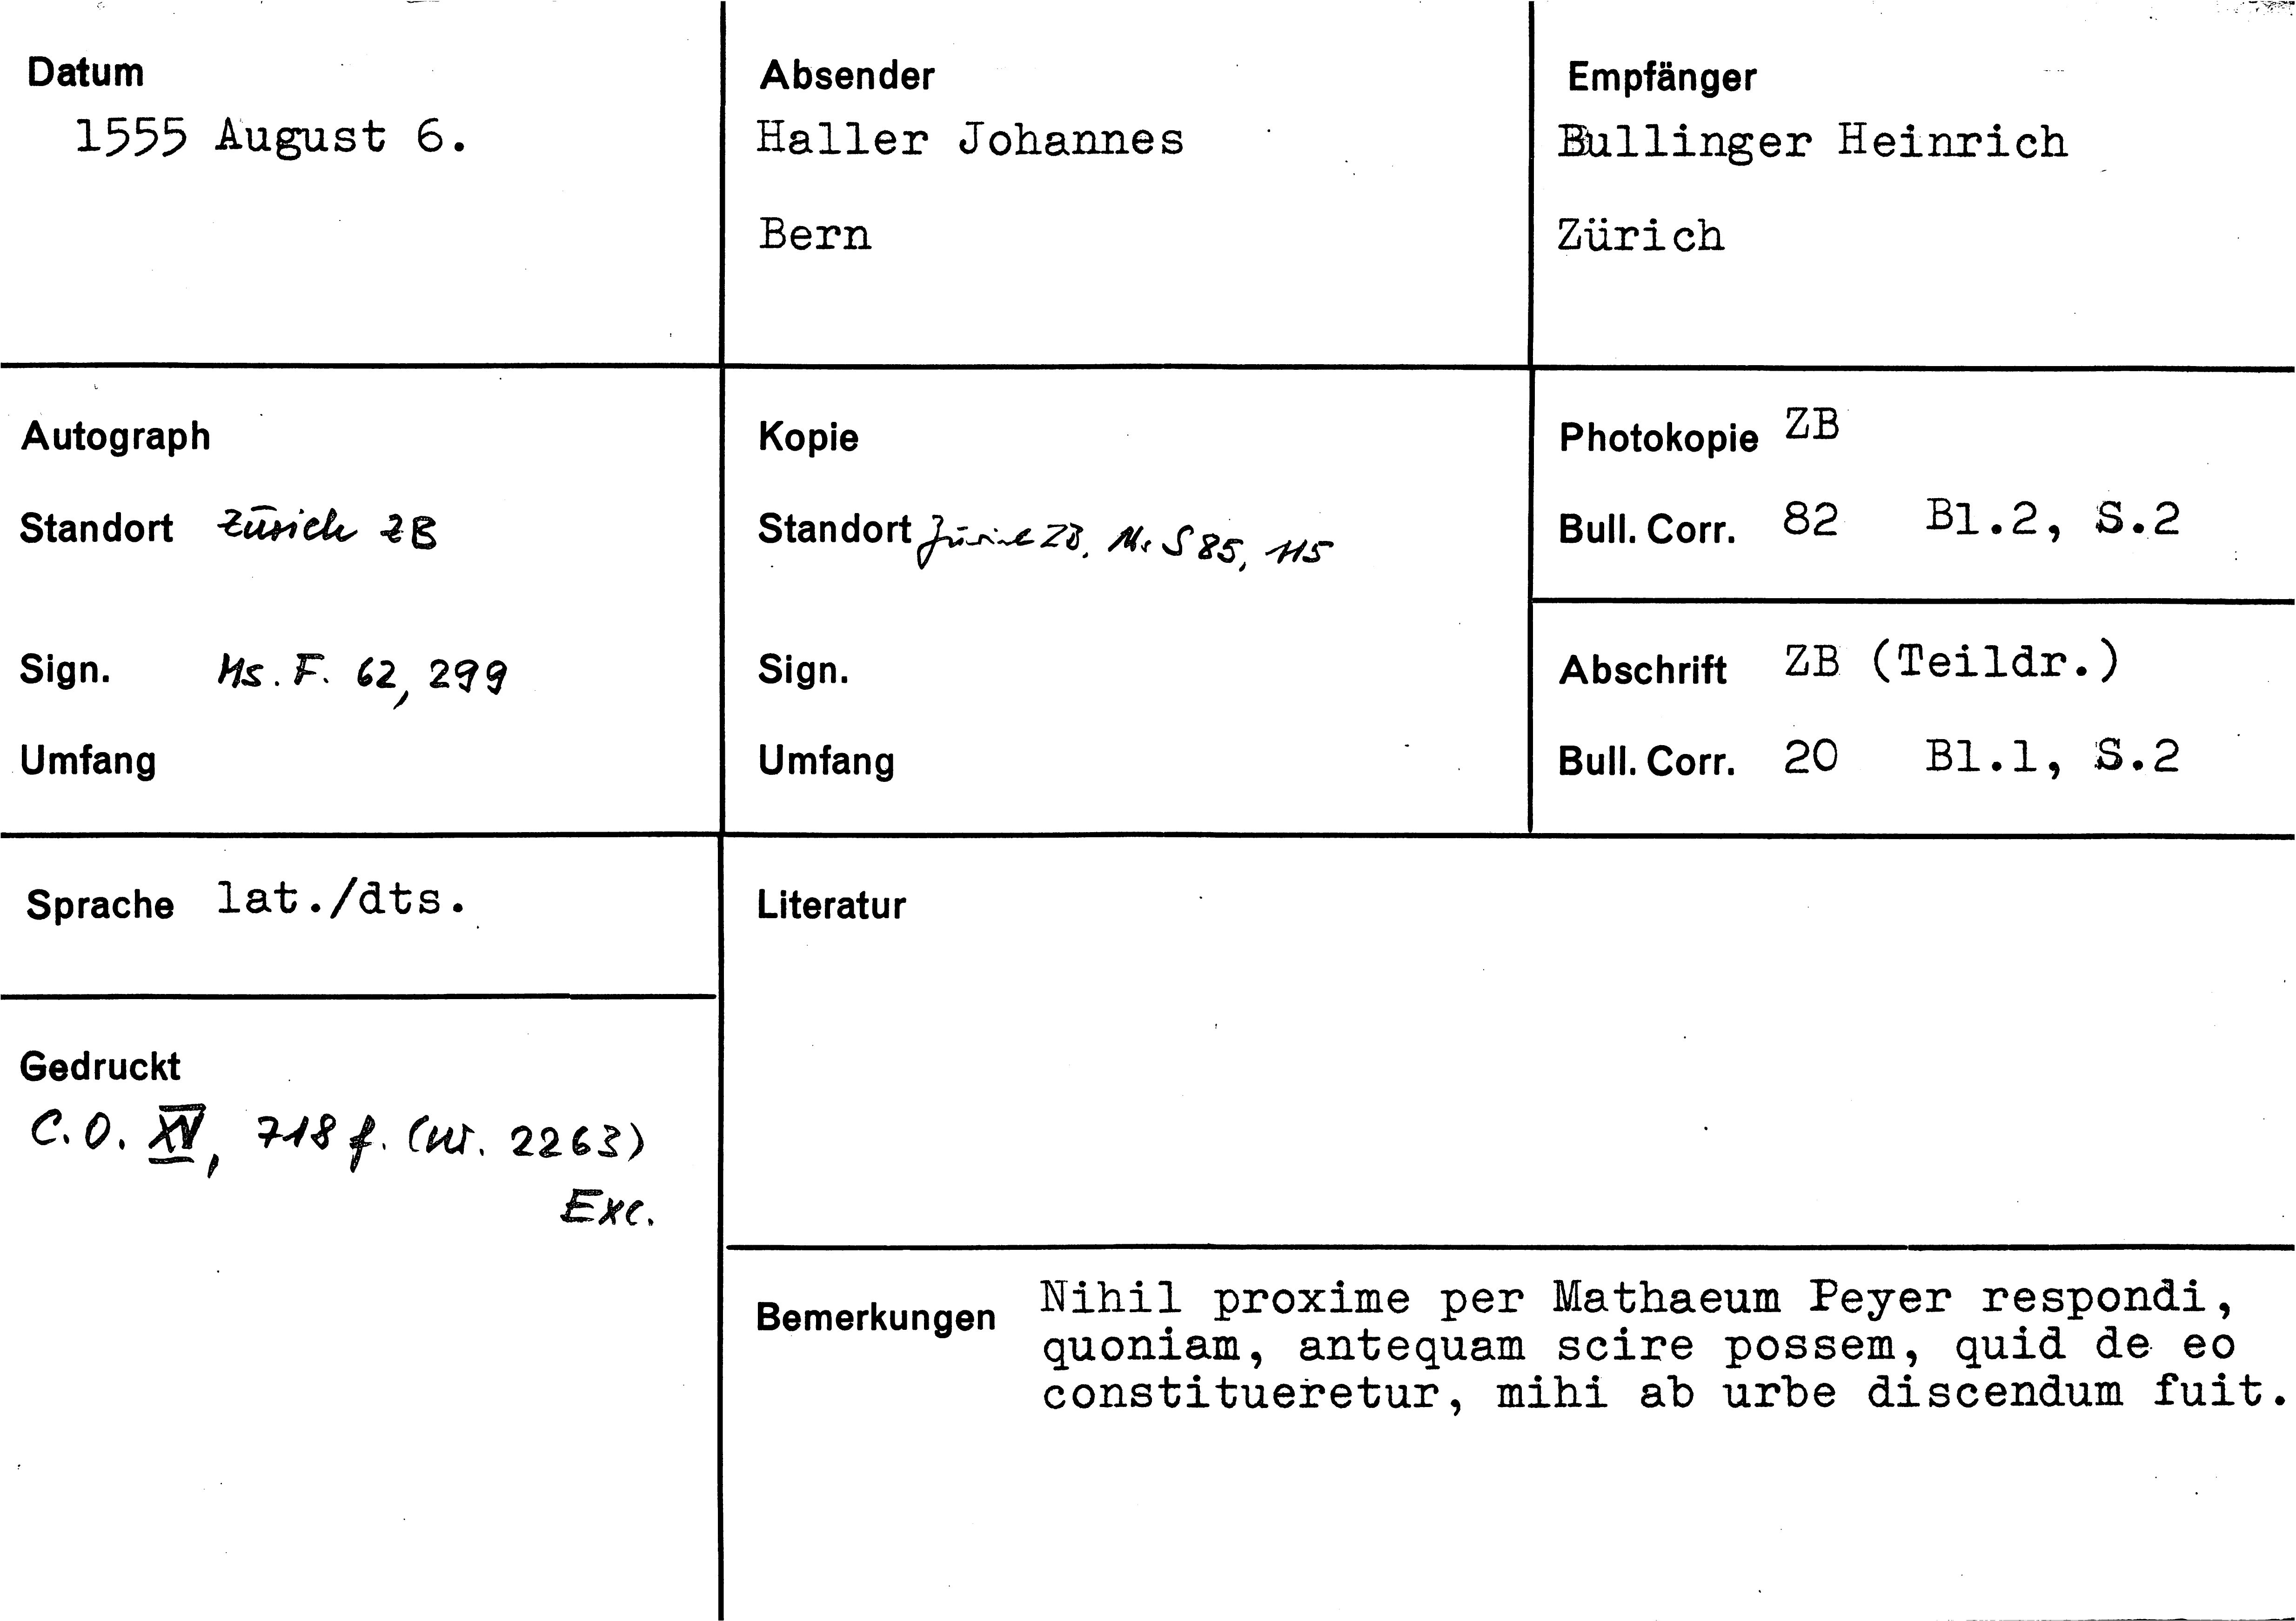 Datum
1555 August 6.
Absender
Haller Johannes
Bern
Empfänger
Bullinger Heinrich
Zürich
Autograph
Standort Zürich ZB
Sign. Ms. F. 62, 299
Umfang
Kopie
Standort Zürich ZB, Ms S 85, 115
Sign.
Umfang
Photokopie ZB
Bull. Corr. 82 Bl.2, S.2
Abschrift ZB (Teildr.)
Bull. Corr. 20 Bl.1, S.2
Sprache lat./dts.
Gedruckt
C.O. XV, 718 f. (Nr. 2263)
Exc.
Literatur
Bemerkungen Nihil proxime per Mathaeum Peyer respondi,
quoniam, antequam scire possem, quid de eo
constitueretur, mihi ab urbe discendum fuit.